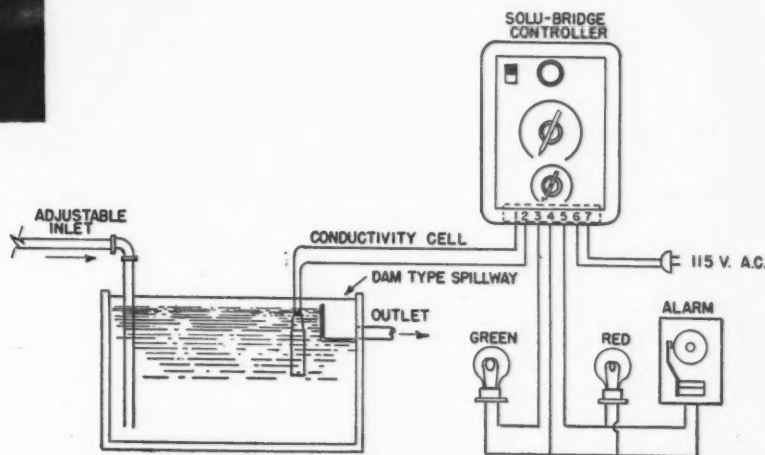 SOLU-BRIDGE
CONTROLLER
1 2 3 4 5 6 7
ADJUSTABLE
INLET
CONDUCTIVITY CELL
115 V. A.C.
DAM TYPE SPILLWAY
OUTLET
GREEN
RED
ALARM